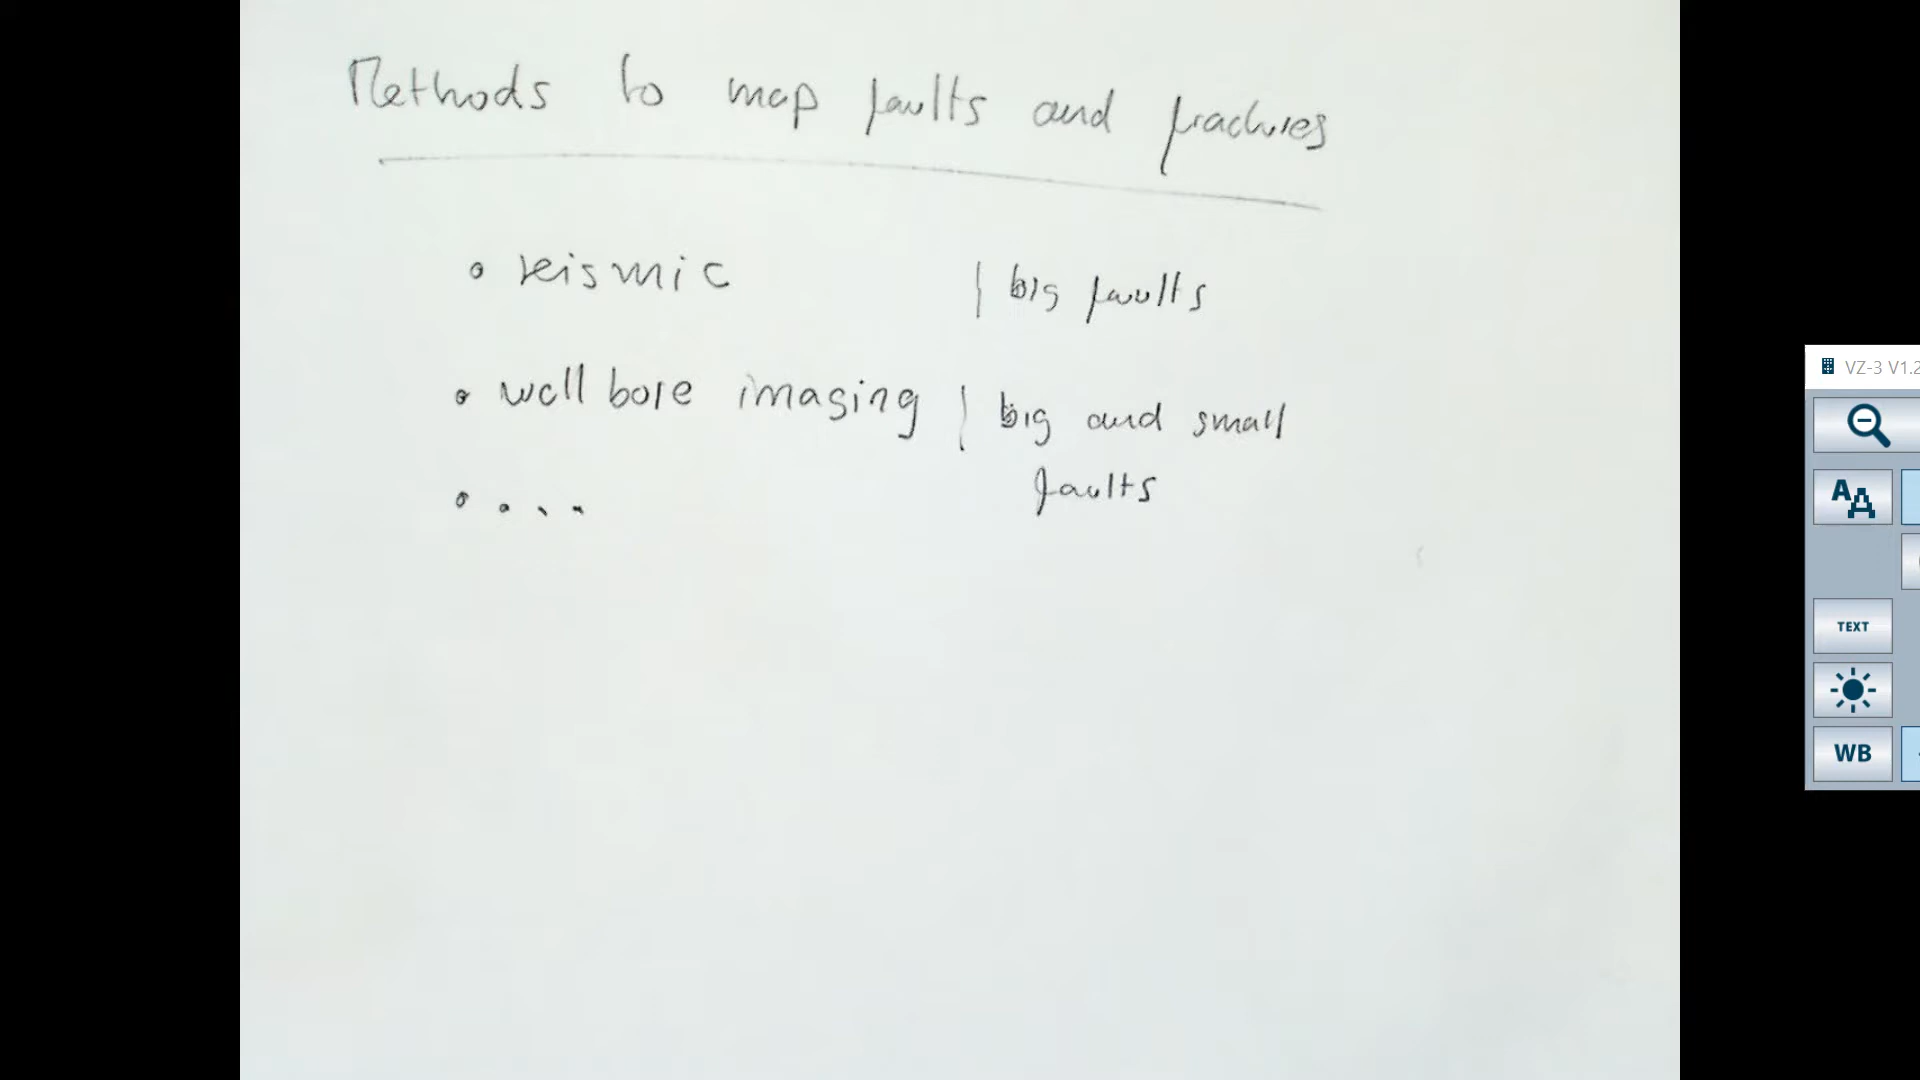 Methods to map faults and fractures
• seismic | big faults
• well bore imaging | big and small
faults
• ...
VZ-3 V1.2
AA
TEXT
WB